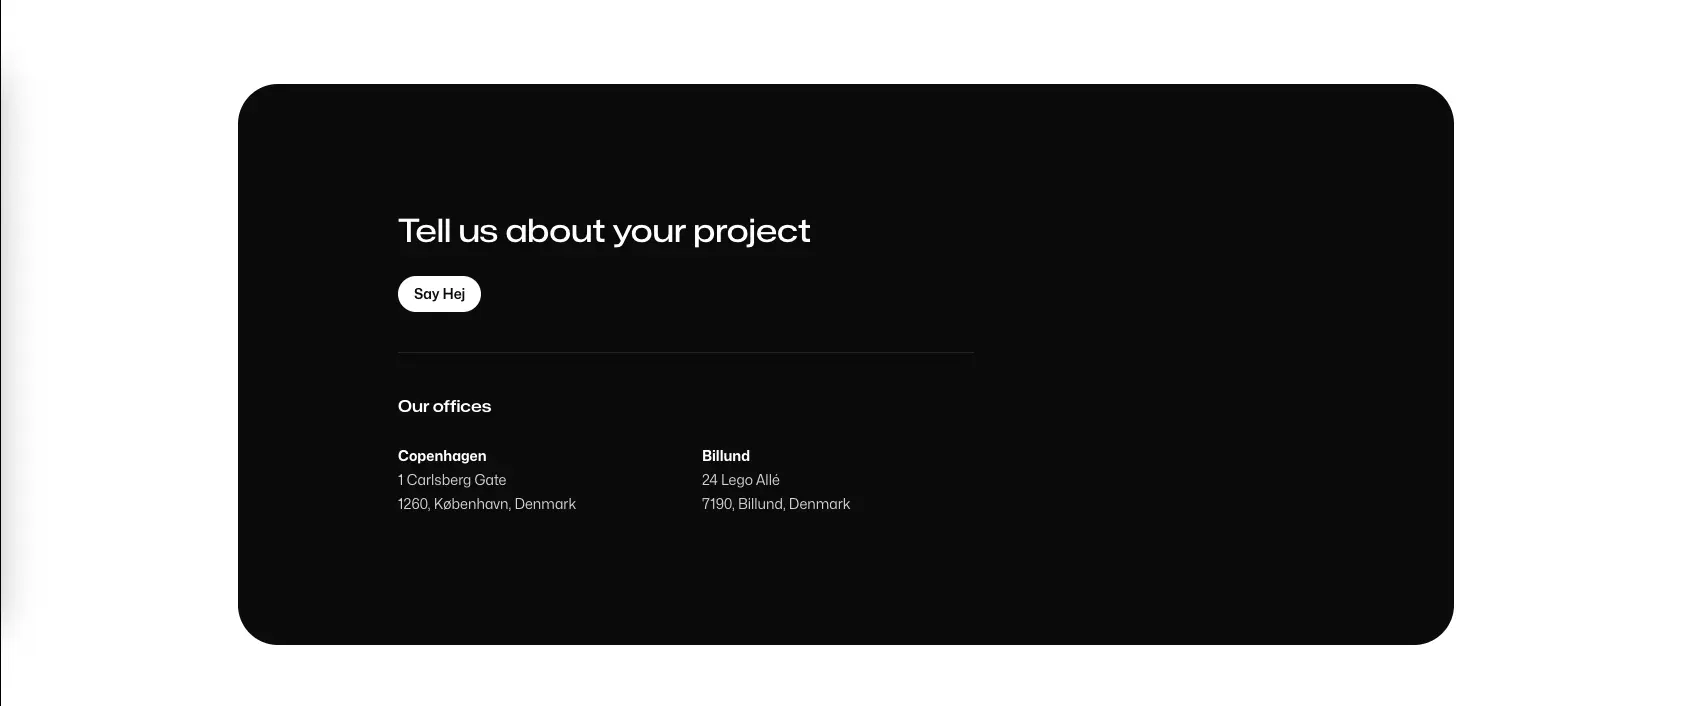 Tell us about your project
Say Hej
Our offices
Copenhagen
1 Carlsberg Gate
1260, København, Denmark
Billund
24 Lego Allé
7190, Billund, Denmark